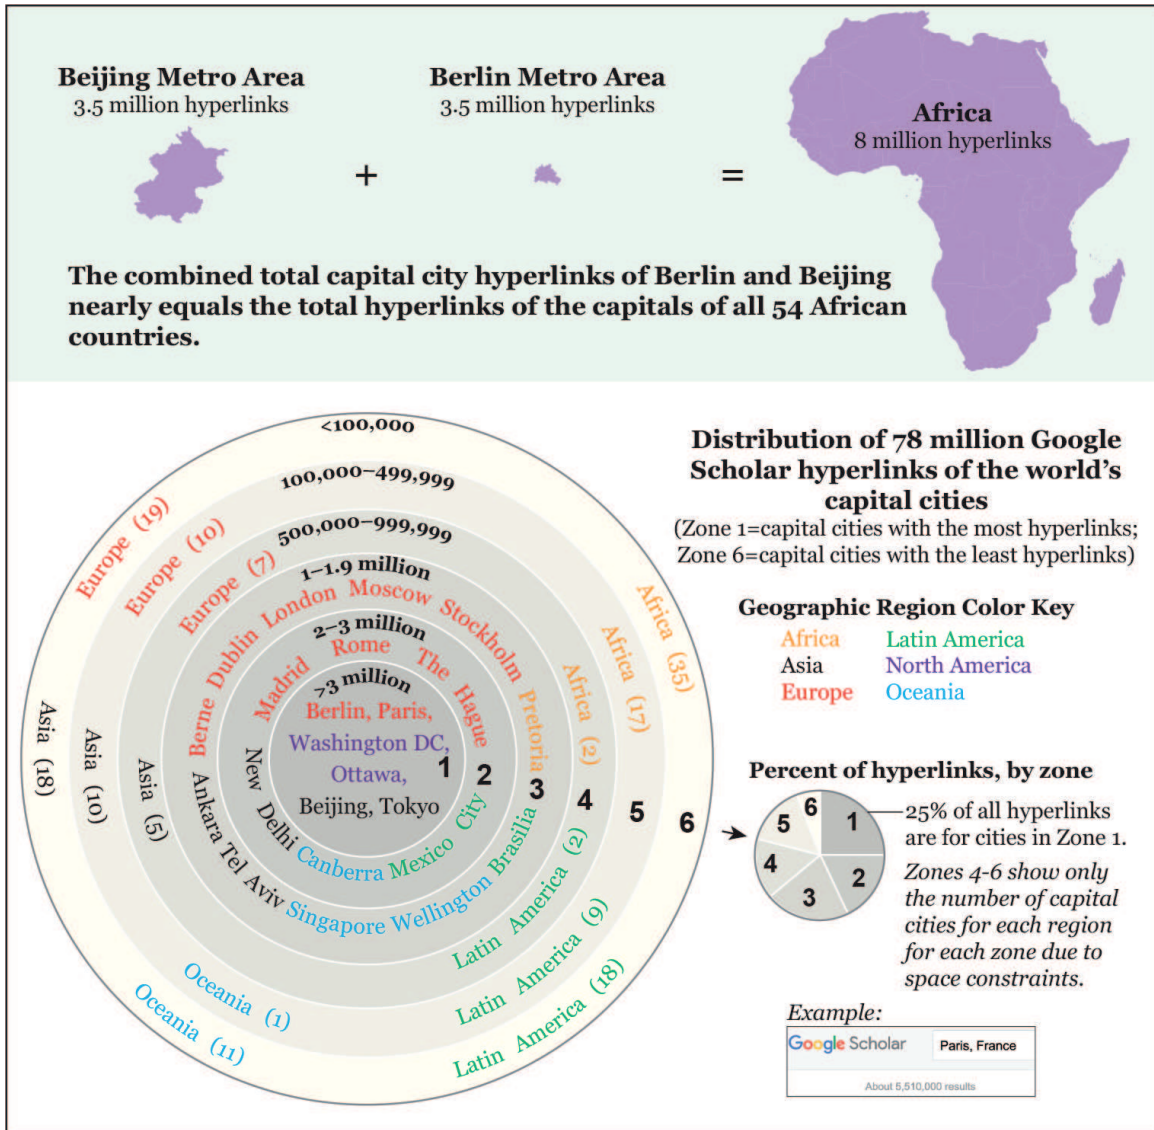 Beijing Metro Area
3.5 million hyperlinks
+
Berlin Metro Area
3.5 million hyperlinks
=
Africa
8 million hyperlinks
The combined total capital city hyperlinks of Berlin and Beijing
nearly equals the total hyperlinks of the capitals of all 54 African
countries.
<100,000
100,000–499,999
500,000–999,999
1–1.9 million
2–3 million
>3 million
Berlin, Paris,
Washington DC,
Ottawa,
Beijing, Tokyo
1
Madrid Rome The Hague
New Delhi Canberra Mexico City
2
Berne Dublin London Moscow Stockholm Pretoria
Ankara Tel Aviv Singapore Wellington Brasilia
3
Europe (7)
Africa (2)
Asia (5)
Latin America (2)
4
Europe (10)
Africa (17)
Asia (10)
Oceania (1)
Latin America (9)
5
Europe (19)
Africa (35)
Asia (18)
Oceania (11)
Latin America (18)
6
Distribution of 78 million Google
Scholar hyperlinks of the world's
capital cities
(Zone 1=capital cities with the most hyperlinks;
Zone 6=capital cities with the least hyperlinks)
Geographic Region Color Key
Africa Latin America
Asia North America
Europe Oceania
Percent of hyperlinks, by zone
1
2
3
4
5
6
25% of all hyperlinks
are for cities in Zone 1.
Zones 4-6 show only
the number of capital
cities for each region
for each zone due to
space constraints.
Example:
Google Scholar
Paris, France
About 5,510,000 results